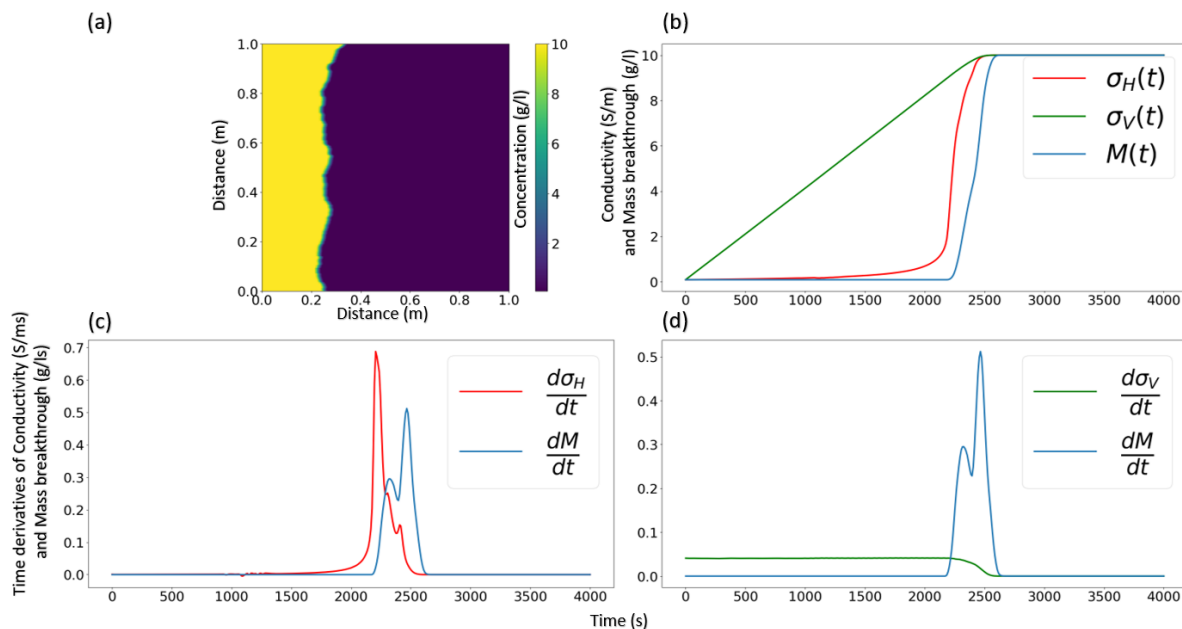 (a)
1.0
0.8
0.6
0.4
0.2
0.0
Distance (m)
0.0 0.2 0.4 0.6 0.8 1.0
Distance (m)
10
8
6
4
2
Concentration (g/l)
(b)
10
8
6
4
2
0
Conductivity (S/m)
and Mass breakthrough (g/l)
σ_H(t)
σ_V(t)
M(t)
0 500 1000 1500 2000 2500 3000 3500 4000
(c)
0.7
0.6
0.5
0.4
0.3
0.2
0.1
0.0
Time derivatives of Conductivity (S/ms)
and Mass breakthrough (g/ls)
dσ_H
dt
dM
dt
0 500 1000 1500 2000 2500 3000 3500 4000
(d)
0.5
0.4
0.3
0.2
0.1
0.0
dσ_V
dt
dM
dt
0 500 1000 1500 2000 2500 3000 3500 4000
Time (s)